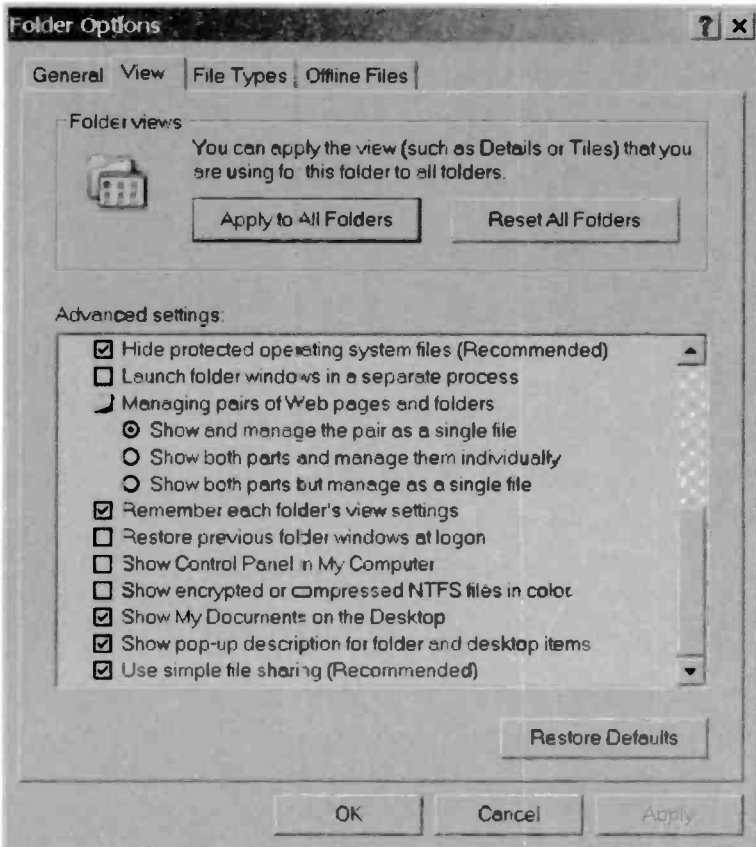 Folder Options
General
View
File Types
Offline Files
Folder views
You can apply the view (such as Details or Tiles) that you
are using for this folder to all folders.
Apply to All Folders
Reset All Folders
Advanced settings:
Hide protected operating system files (Recommended)
Launch folder windows in a separate process
Managing pairs of Web pages and folders
Show and manage the pair as a single file
Show both parts and manage them individually
Show both parts but manage as a single file
Remember each folder's view settings
Restore previous folder windows at logon
Show Control Panel in My Computer
Show encrypted or compressed NTFS files in color
Show My Documents on the Desktop
Show pop-up description for folder and desktop items
Use simple file sharing (Recommended)
Restore Defaults
OK
Cancel
Apply